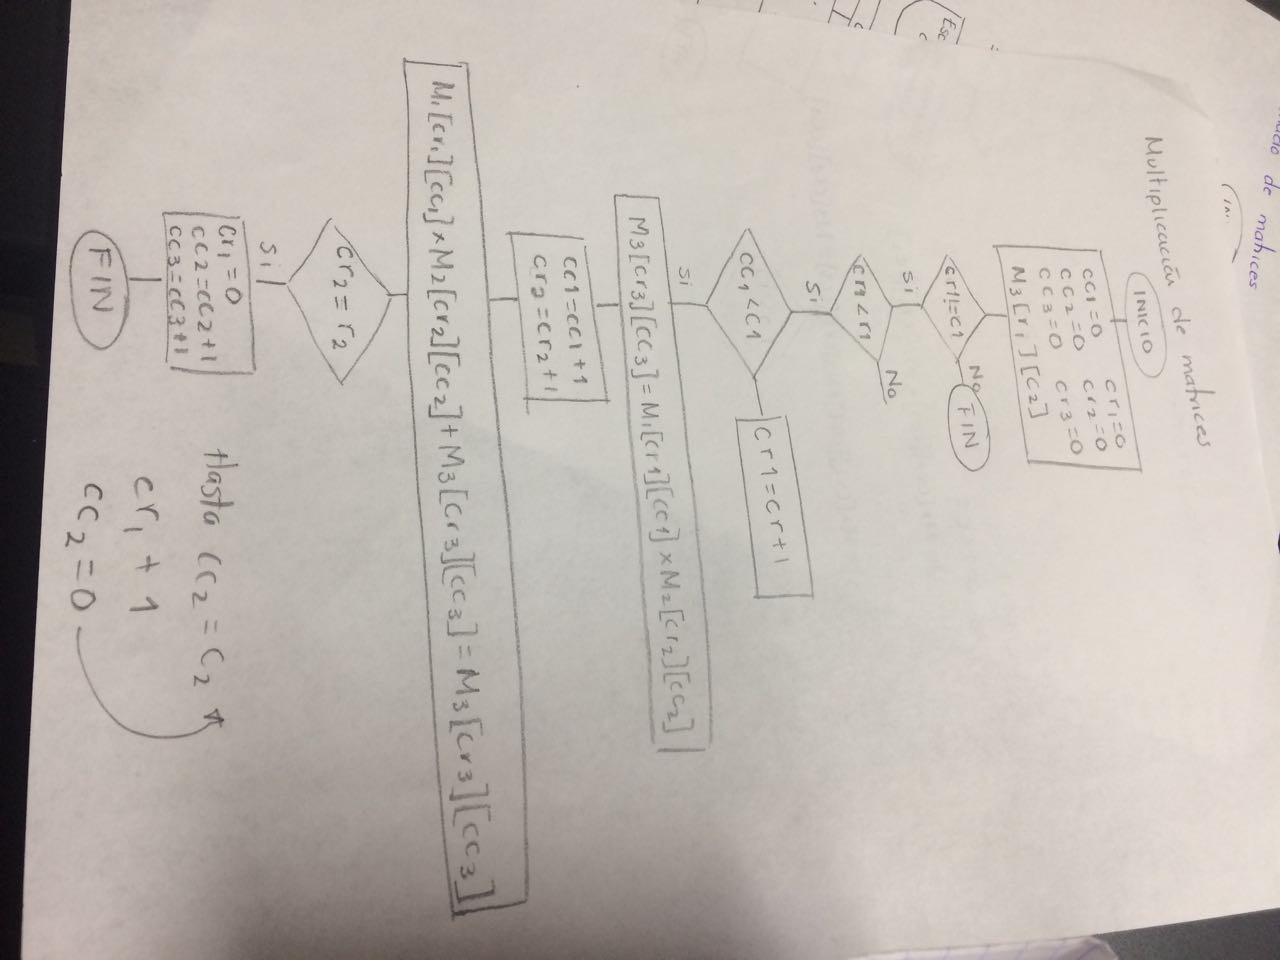 de matrices
Multiplicación de matrices
INICIO
cc1=0 cr1=0
cc2=0 cr2=0
cc3=0 cr3=0
M3[r1][c2]
cr1!=c1
No
FIN
si
cr1<r1
No
Si
cc1<c1
cr1=cr+1
si
M3[cr3][cc3]=M1[cr1][cc1]xM2[cr2][cc2]
cc1=cc1+1
cr2=cr2+1
M1[cr1][cc1]xM2[cr2][cc2]+M3[cr3][cc3]=M3[cr3][cc3]
cr2=r2
si
cr1=0
cc2=cc2+1
cc3=cc3+1
FIN
Hasta cc2=c2
cr1+1
cc2=0